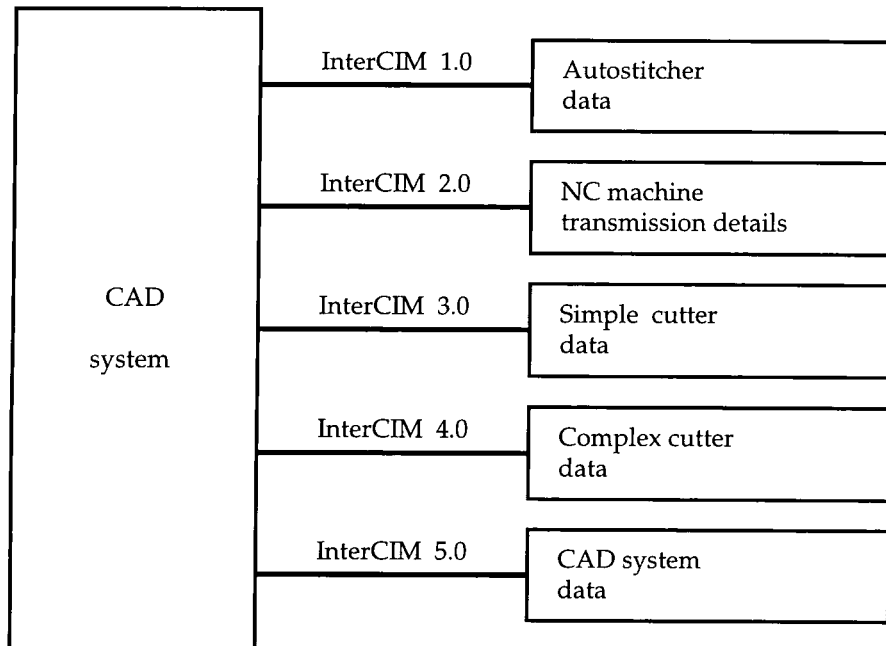 CAD
system
InterCIM 1.0
Autostitcher
data
InterCIM 2.0
NC machine
transmission details
InterCIM 3.0
Simple cutter
data
InterCIM 4.0
Complex cutter
data
InterCIM 5.0
CAD system
data